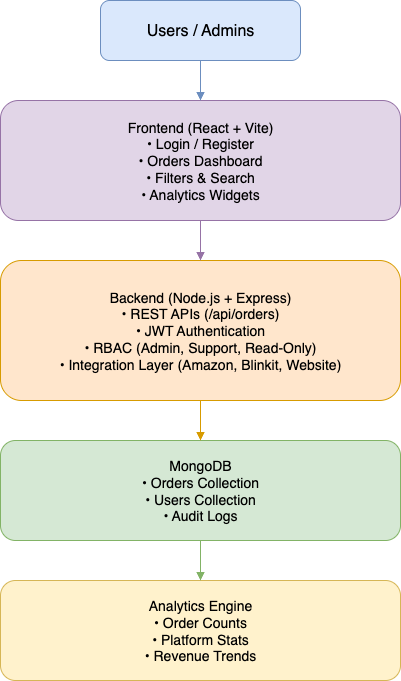 Users / Admins
Frontend (React + Vite)
• Login / Register
• Orders Dashboard
• Filters & Search
• Analytics Widgets
Backend (Node.js + Express)
• REST APIs (/api/orders)
• JWT Authentication
• RBAC (Admin, Support, Read-Only)
• Integration Layer (Amazon, Blinkit, Website)
MongoDB
• Orders Collection
• Users Collection
• Audit Logs
Analytics Engine
• Order Counts
• Platform Stats
• Revenue Trends